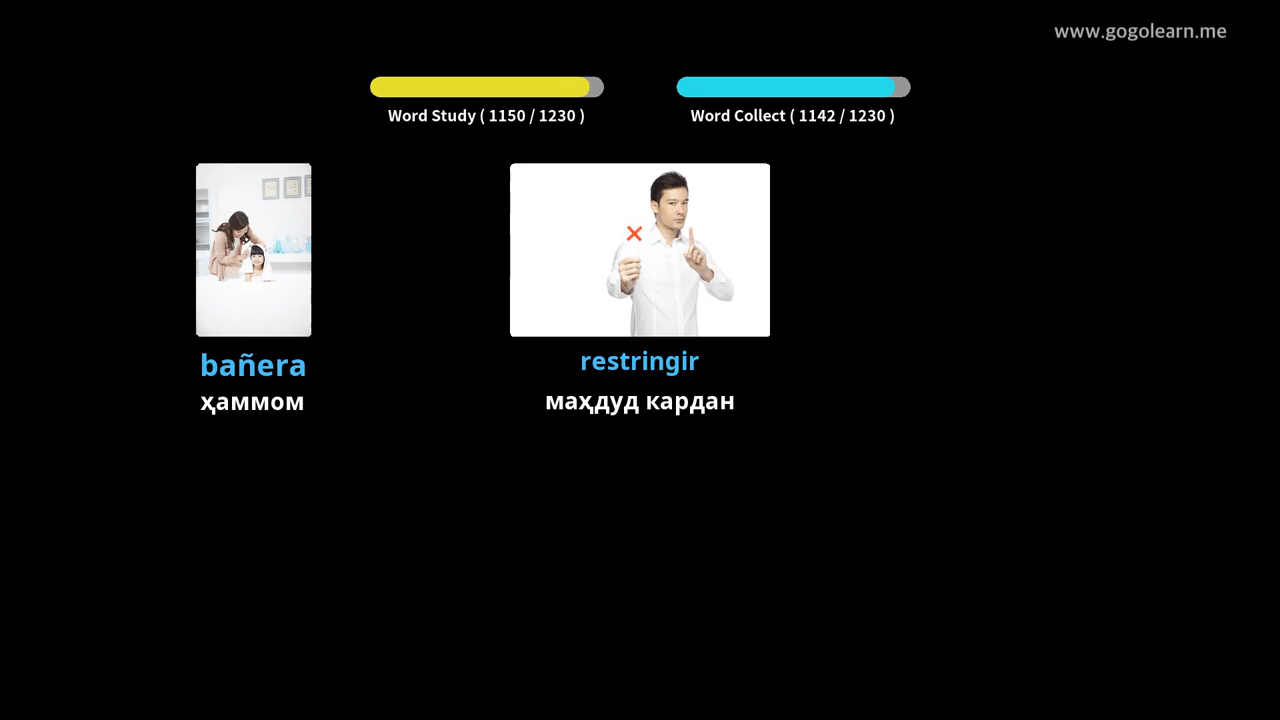 www.gogolearn.me
Word Study ( 1150 / 1230 )
Word Collect ( 1142 / 1230 )
bañera
ҳаммом
restringir
маҳдуд кардан